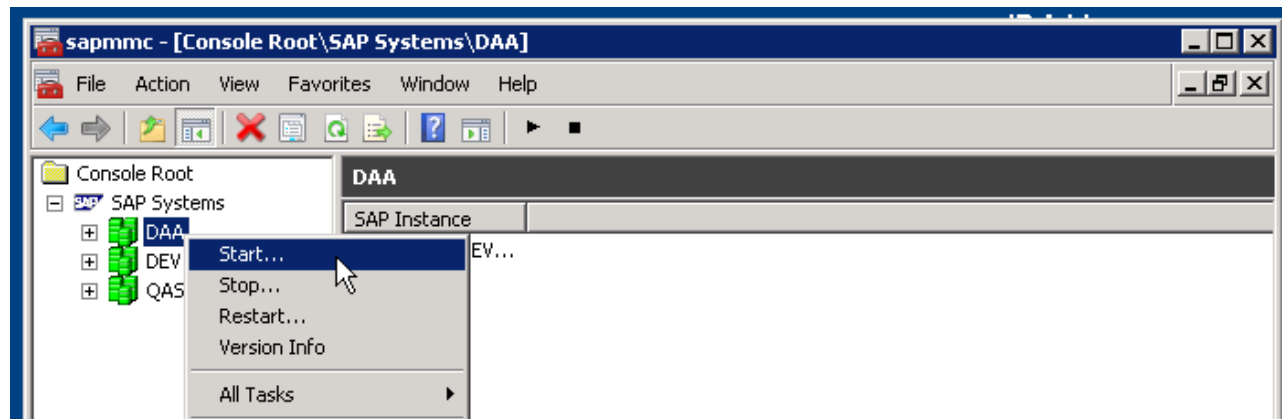 sapmmc - [Console Root\SAP Systems\DAA]
File Action View Favorites Window Help
Console Root
SAP Systems
DAA
DEV
QAS
DAA
SAP Instance
EV...
Start...
Stop...
Restart...
Version Info
All Tasks